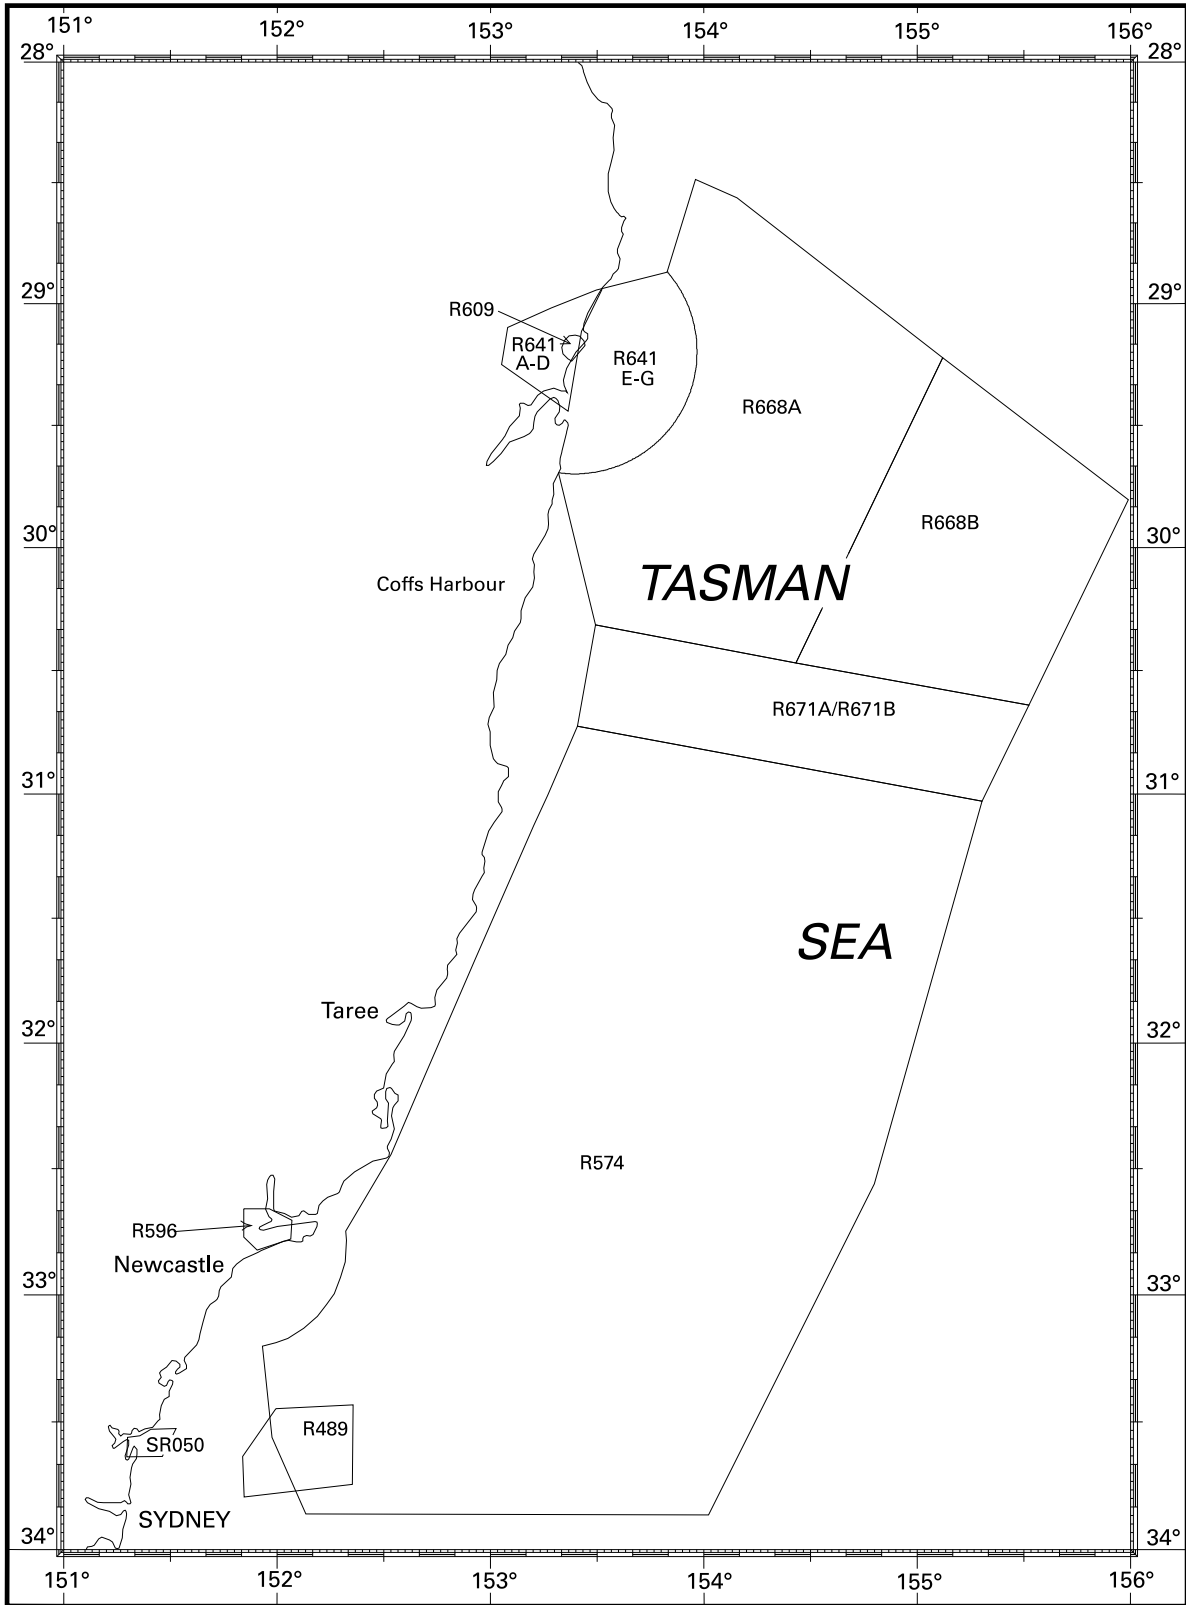 151° 152° 153° 154° 155° 156°
28° 28°
29° 29°
R609
R641
A-D
R641
E-G
R668A
R668B
30° 30°
TASMAN
Coffs Harbour
R671A/R671B
31° 31°
SEA
Taree
32° 32°
R574
R596
Newcastle
33° 33°
R489
SR050
SYDNEY
34° 34°
151° 152° 153° 154° 155° 156°